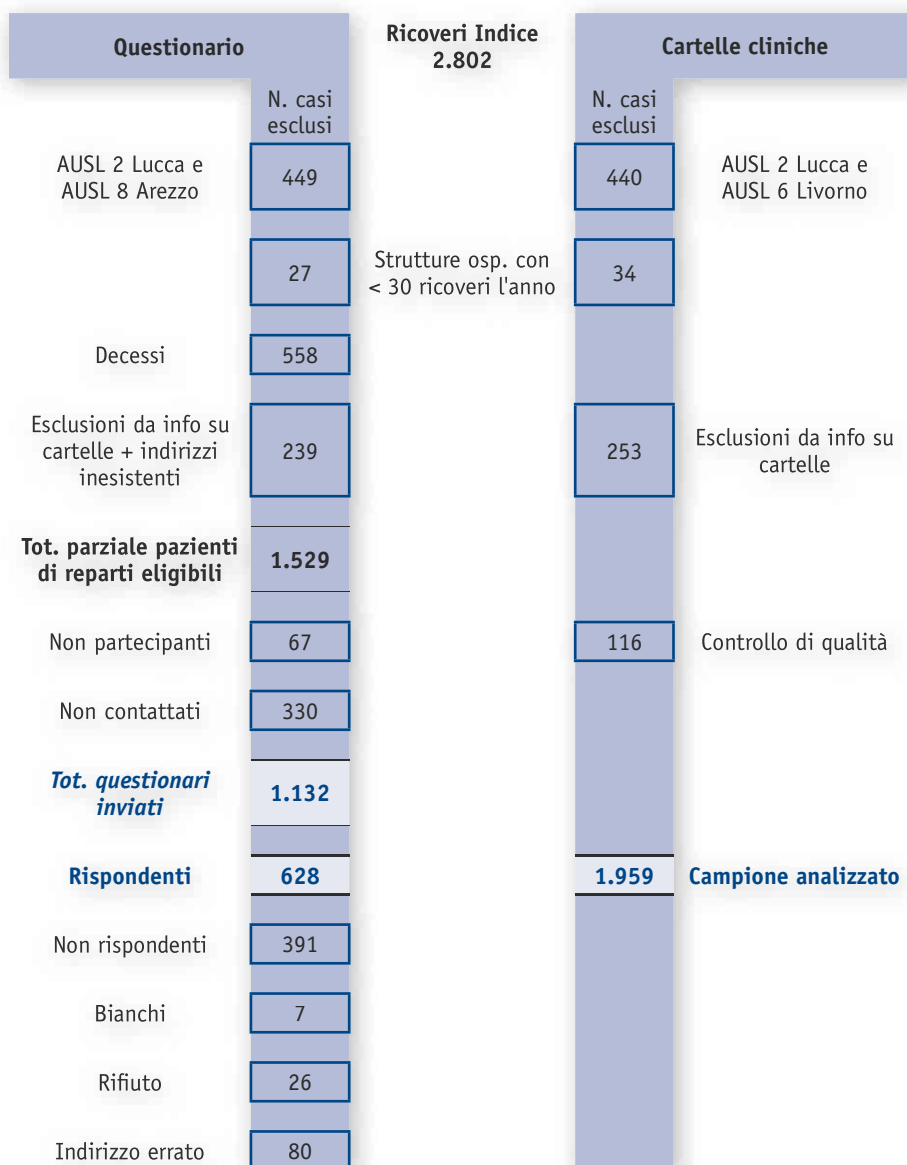 Questionario
Ricoveri Indice
2.802
Cartelle cliniche
N. casi
esclusi
N. casi
esclusi
AUSL 2 Lucca e
AUSL 8 Arezzo
449
440
AUSL 2 Lucca e
AUSL 6 Livorno
27
Strutture osp. con
< 30 ricoveri l'anno
34
Decessi
558
Esclusioni da info su
cartelle + indirizzi
inesistenti
239
253
Esclusioni da info su
cartelle
Tot. parziale pazienti
di reparti eligibili
1.529
Non partecipanti
67
116
Controllo di qualità
Non contattati
330
Tot. questionari
inviati
1.132
Rispondenti
628
1.959
Campione analizzato
Non rispondenti
391
Bianchi
7
Rifiuto
26
Indirizzo errato
80